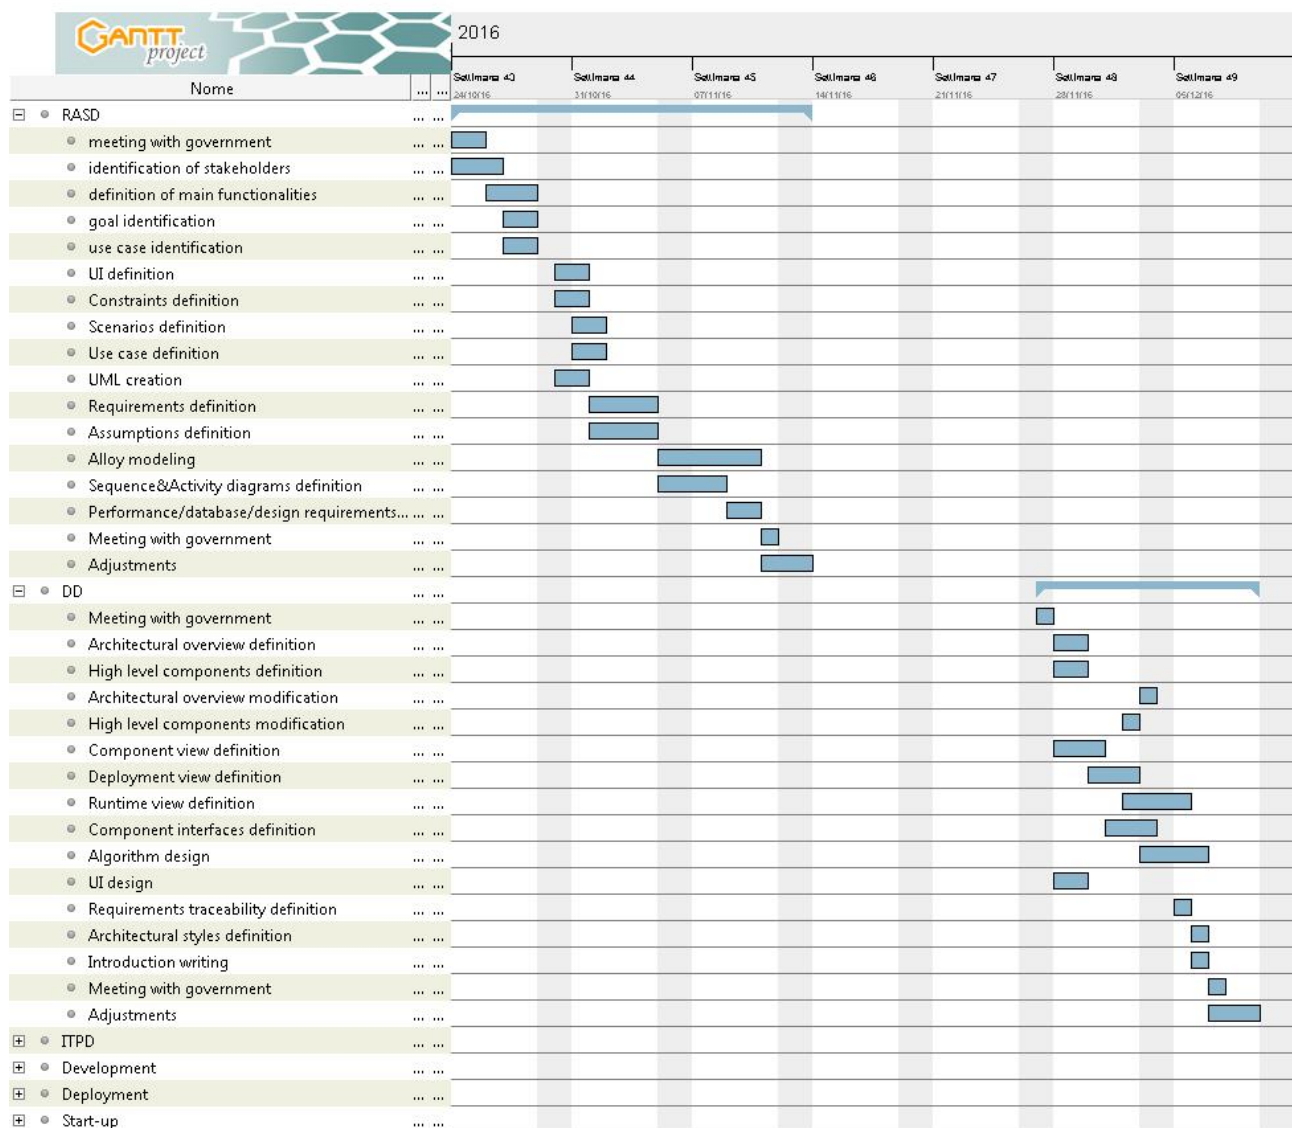 GANTT
project
2016
Nome
... ...
Settimana 43
Settimana 44
Settimana 45
Settimana 46
Settimana 47
Settimana 48
Settimana 49
24/10/16
31/10/16
07/11/16
14/11/16
21/11/16
28/11/16
05/12/16
RASD ... ...
meeting with government ... ...
identification of stakeholders ... ...
definition of main functionalities ... ...
goal identification ... ...
use case identification ... ...
UI definition ... ...
Constraints definition ... ...
Scenarios definition ... ...
Use case definition ... ...
UML creation ... ...
Requirements definition ... ...
Assumptions definition ... ...
Alloy modeling ... ...
Sequence&Activity diagrams definition ... ...
Performance/database/design requirements... ... ...
Meeting with government ... ...
Adjustments ... ...
DD ... ...
Meeting with government ... ...
Architectural overview definition ... ...
High level components definition ... ...
Architectural overview modification ... ...
High level components modification ... ...
Component view definition ... ...
Deployment view definition ... ...
Runtime view definition ... ...
Component interfaces definition ... ...
Algorithm design ... ...
UI design ... ...
Requirements traceability definition ... ...
Architectural styles definition ... ...
Introduction writing ... ...
Meeting with government ... ...
Adjustments ... ...
ITPD ... ...
Development ... ...
Deployment ... ...
Start-up ... ...